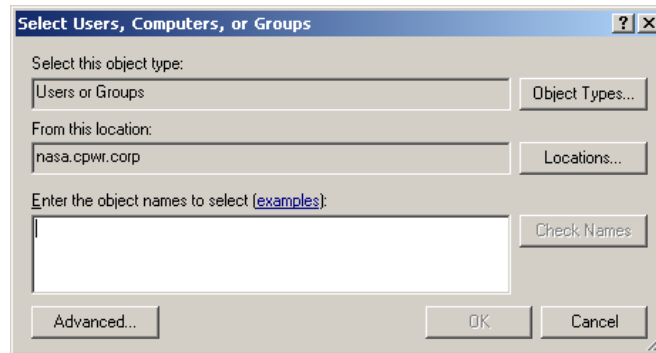 Select Users, Computers, or Groups
Select this object type:
Users or Groups
Object Types...
From this location:
nasa.cpwr.corp
Locations...
Enter the object names to select (examples):
Check Names
Advanced...
OK
Cancel